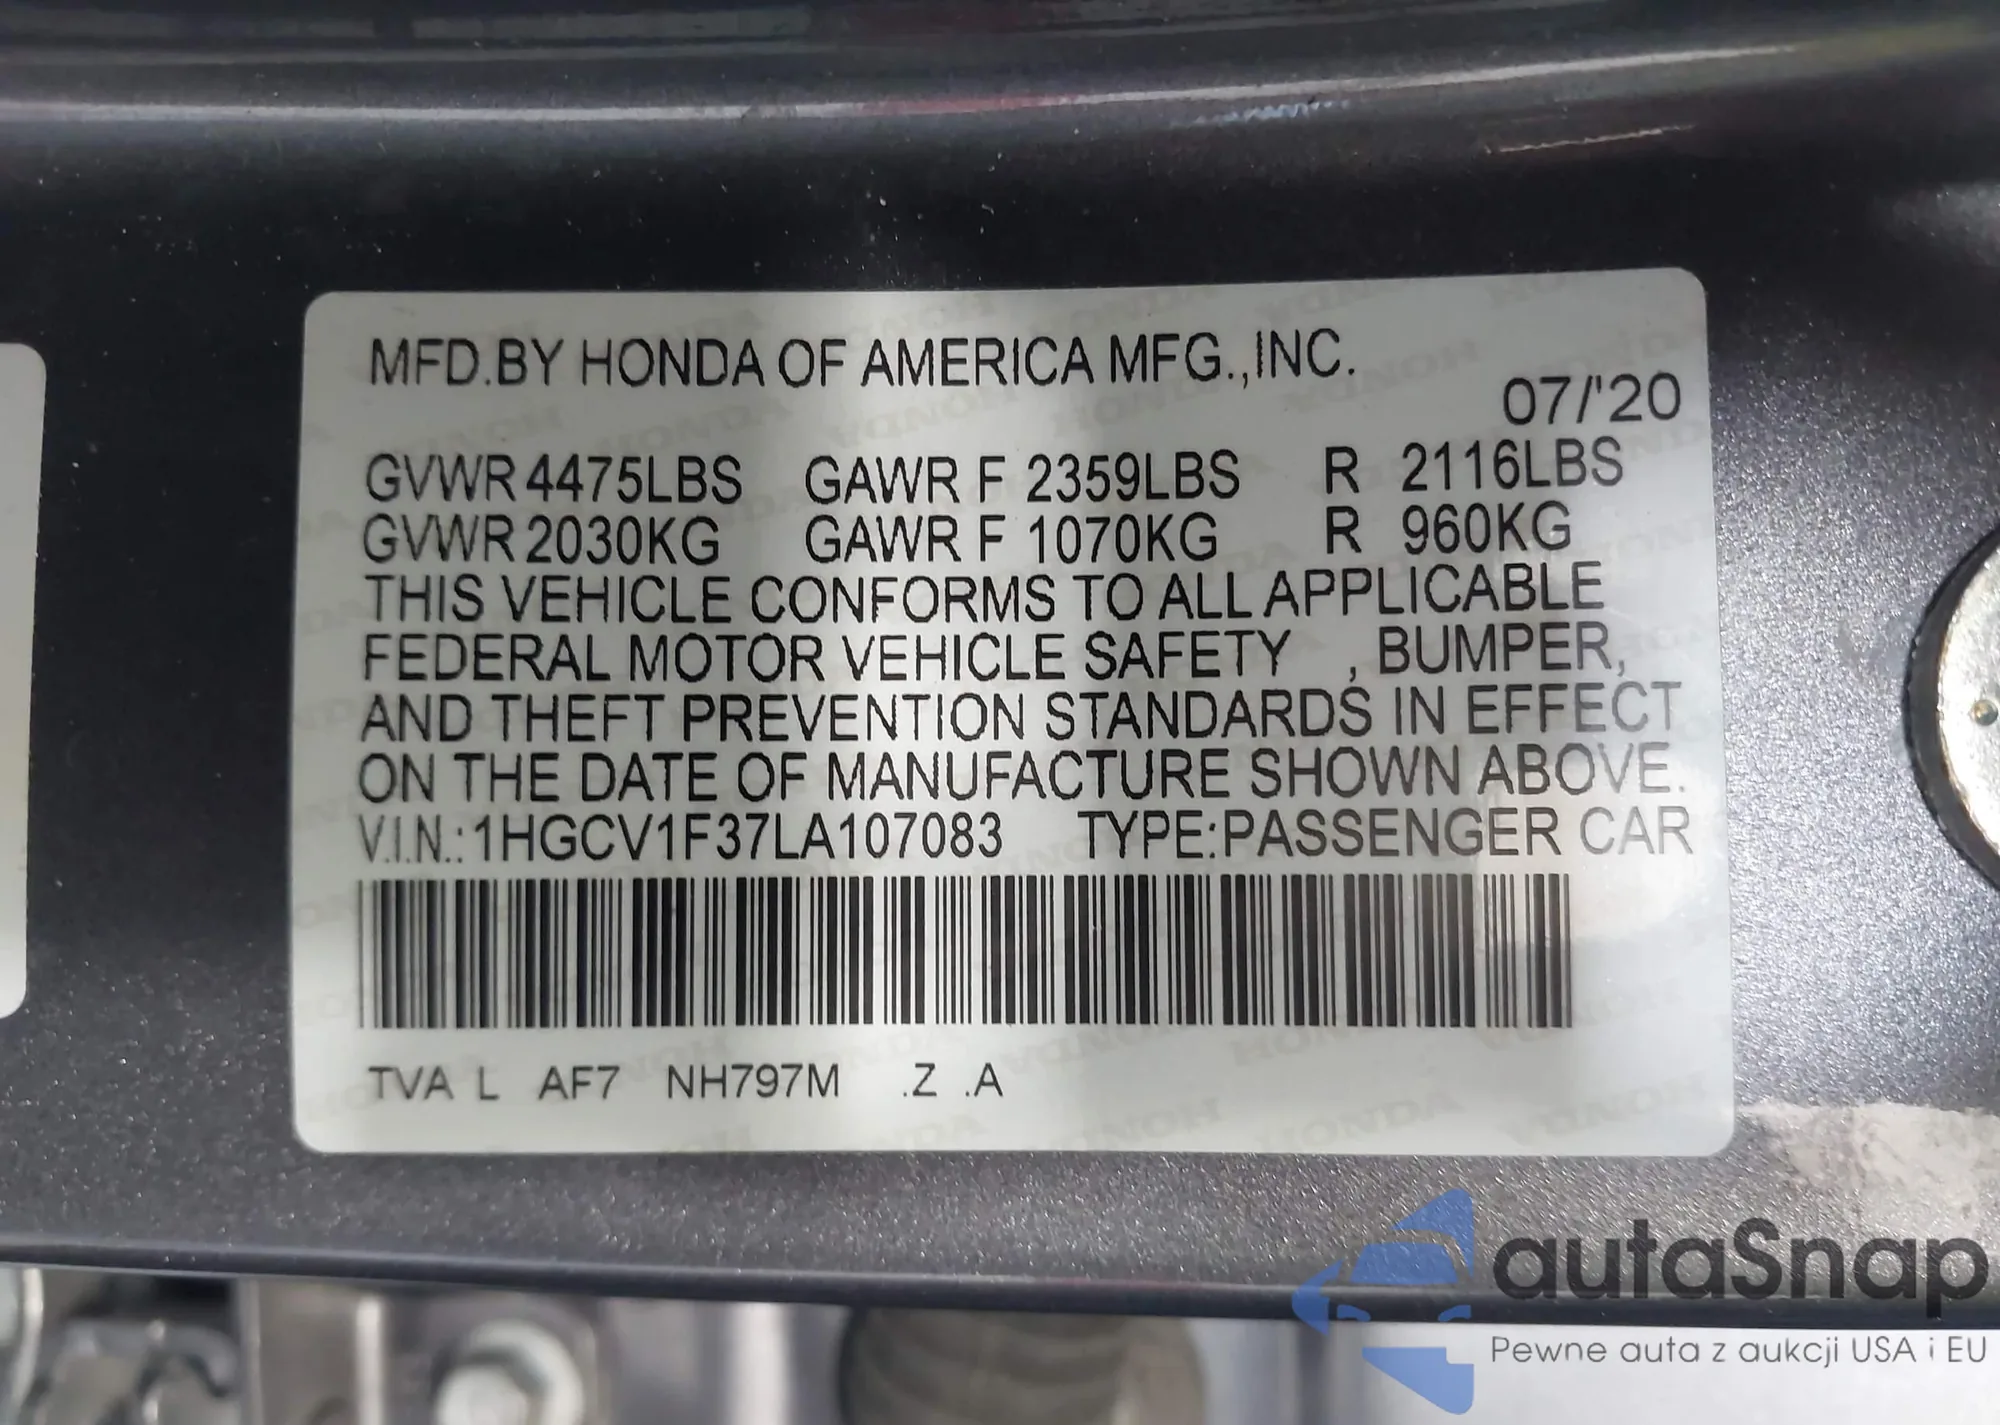 MFD.BY HONDA OF AMERICA MFG.,INC.
07/'20
GVWR 4475LBS GAWR F 2359LBS R 2116LBS
GVWR 2030KG GAWR F 1070KG R 960KG
THIS VEHICLE CONFORMS TO ALL APPLICABLE
FEDERAL MOTOR VEHICLE SAFETY , BUMPER,
AND THEFT PREVENTION STANDARDS IN EFFECT
ON THE DATE OF MANUFACTURE SHOWN ABOVE.
V.I.N.:1HGCV1F37LA107083 TYPE:PASSENGER CAR
TVA L AF7 NH797M .Z .A
autaSnap
Pewne auta z aukcji USA i EU